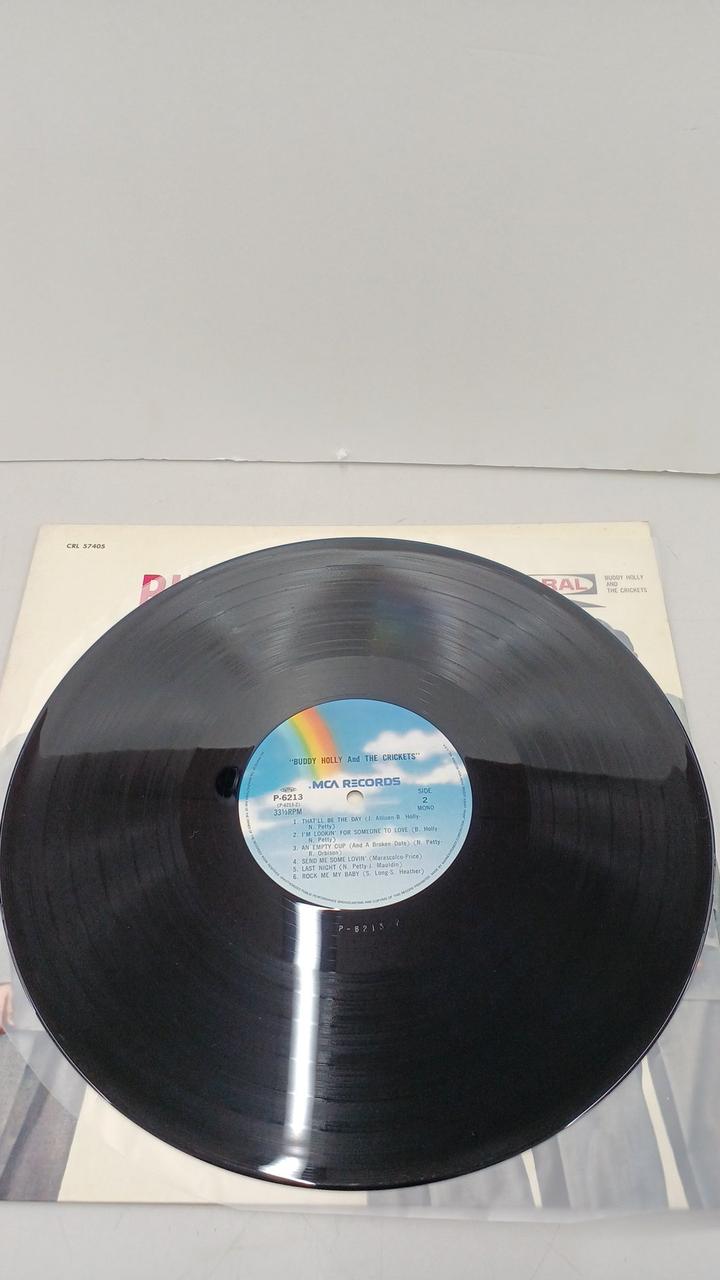 CRL 57405
RAL
BUDDY HOLLY
AND
THE CRICKETS
"BUDDY HOLLY And THE CRICKETS"
.MCA RECORDS
P-6213
(P-6213-2)
33⅓RPM
SIDE
2
MONO
1. THAT'LL BE THE DAY (J. Allison-B. Holly-
N. Petty)
2. I'M LOOKIN' FOR SOMEONE TO LOVE (B. Holly
N. Petty)
3. AN EMPTY CUP (And A Broken Date) (N. Petty-
R. Orbison)
4. SEND ME SOME LOVIN' (Marascalco-Price)
5. LAST NIGHT (N. Petty-J. Mauldin)
6. ROCK ME MY BABY (S. Long-S. Heather)
P-6213